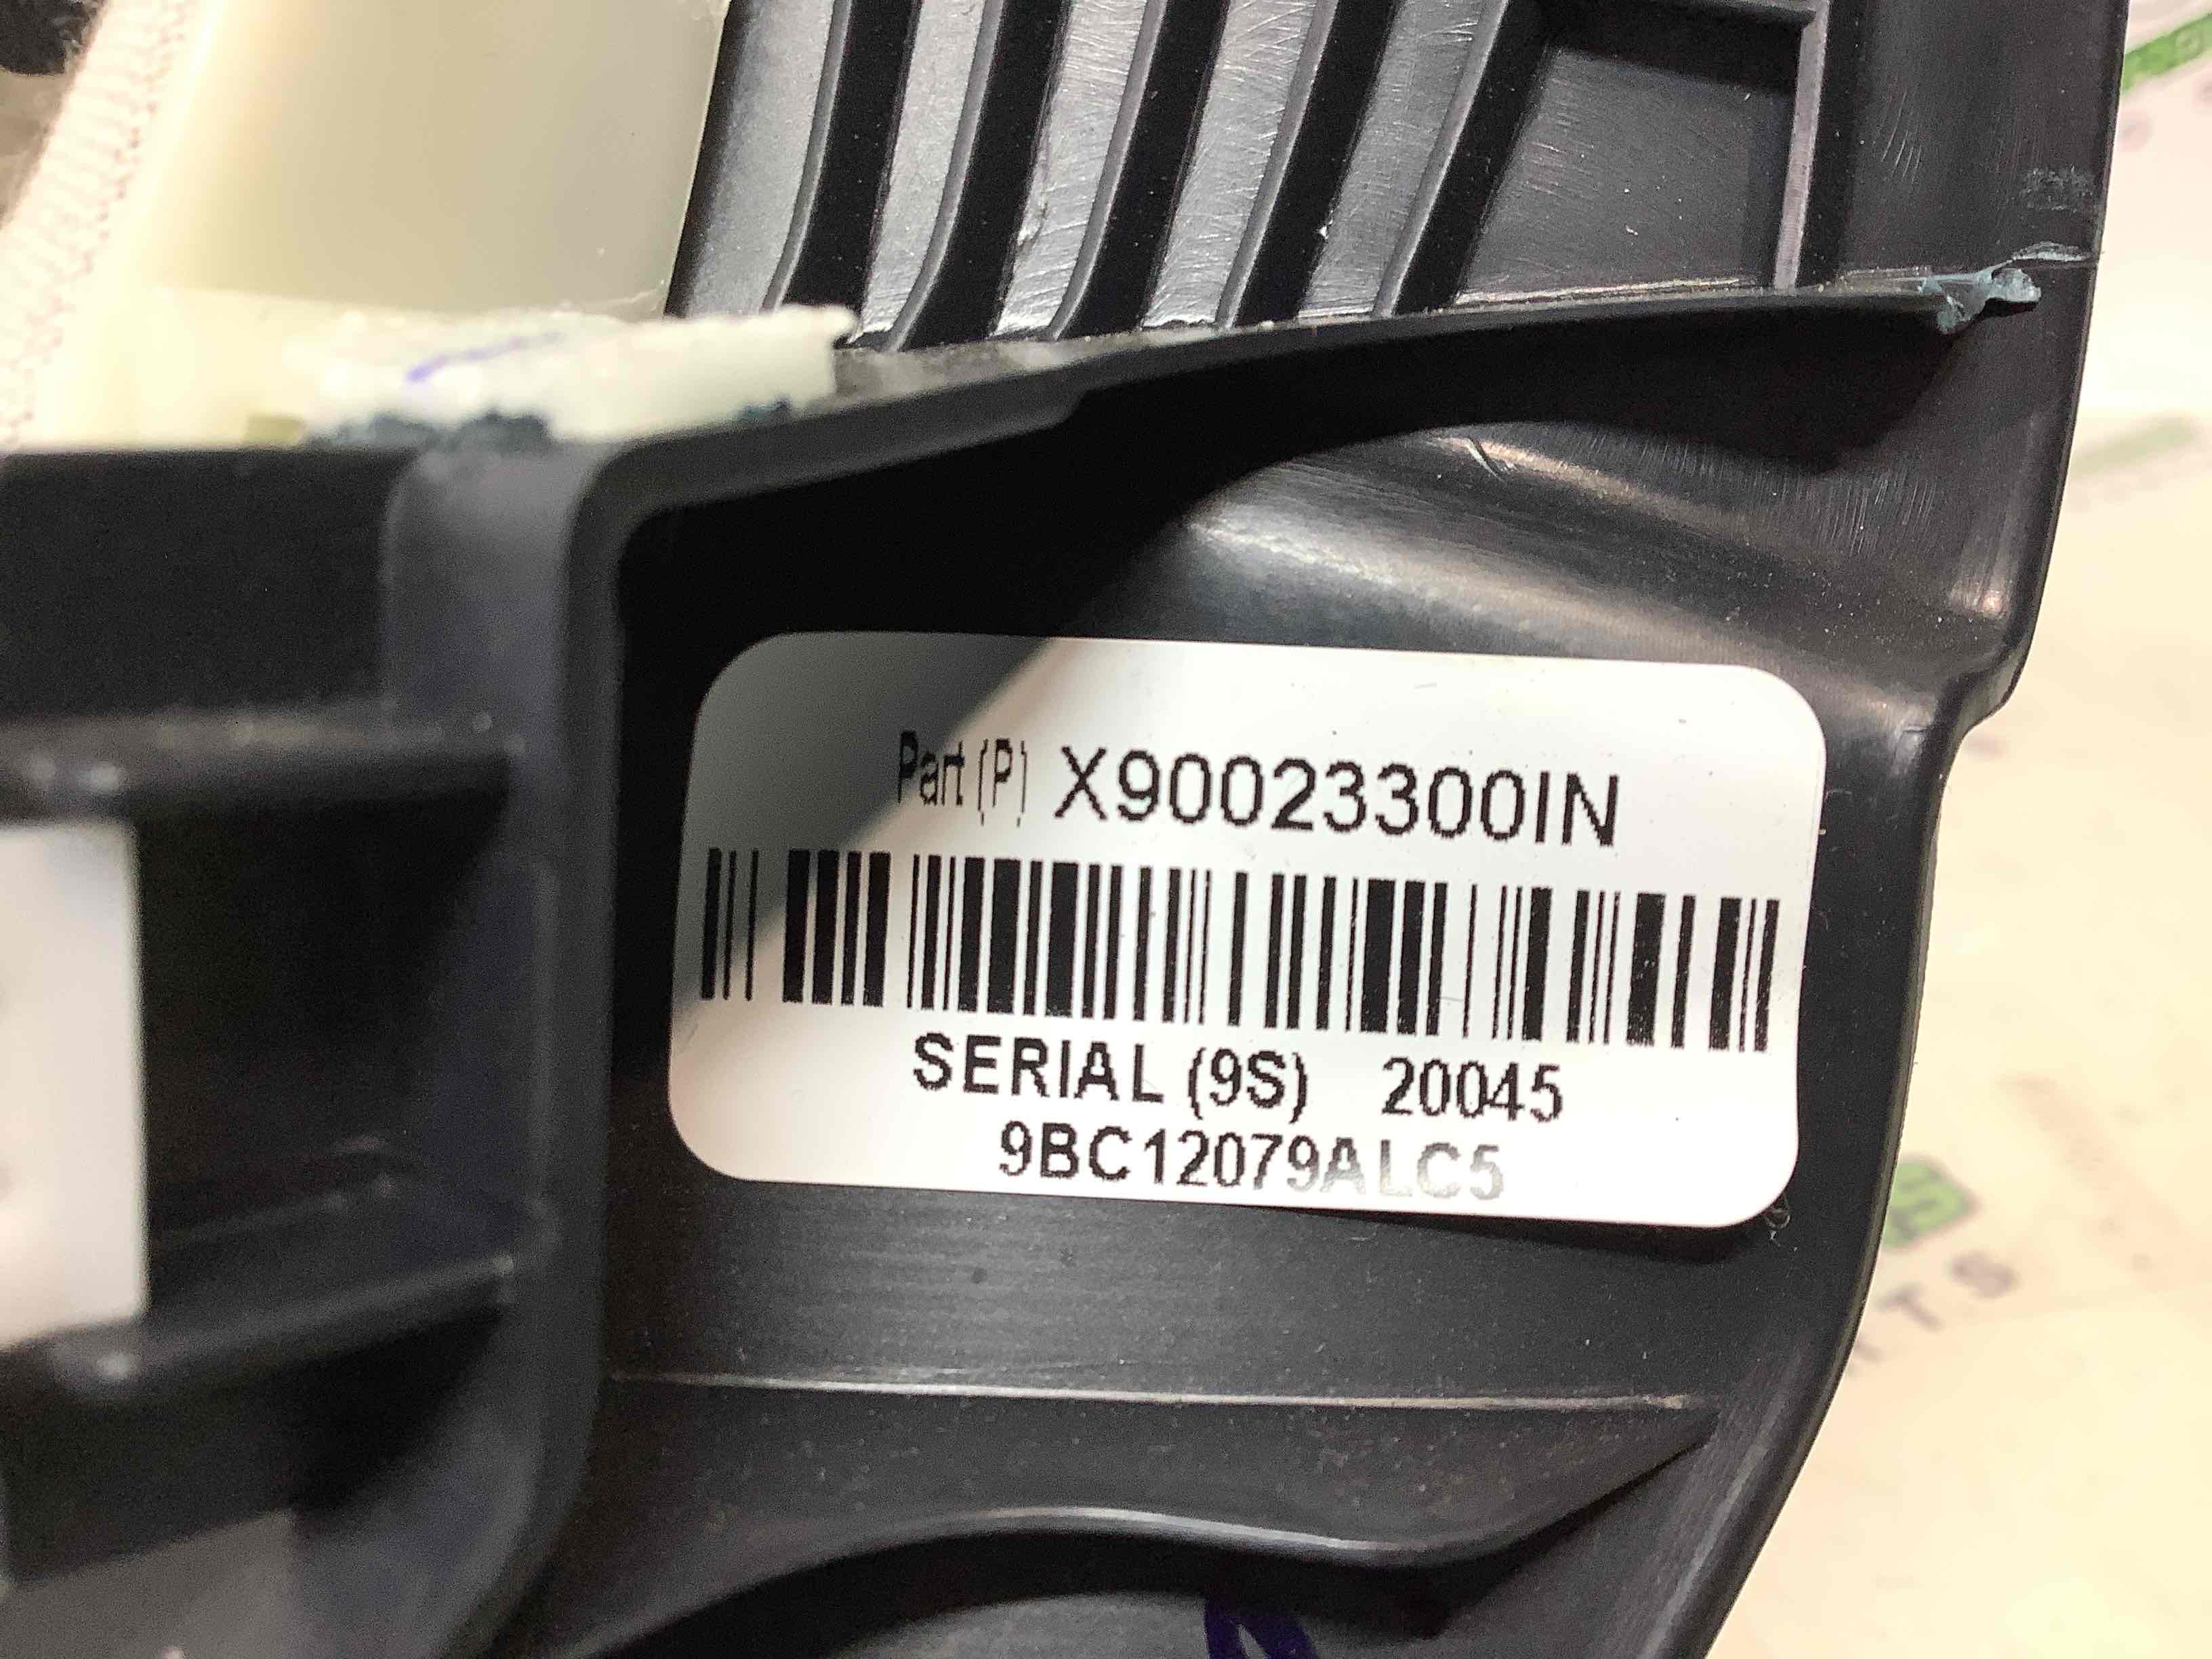 Part (P) X90023300IN
SERIAL (9S) 20045
9BC12079ALC5